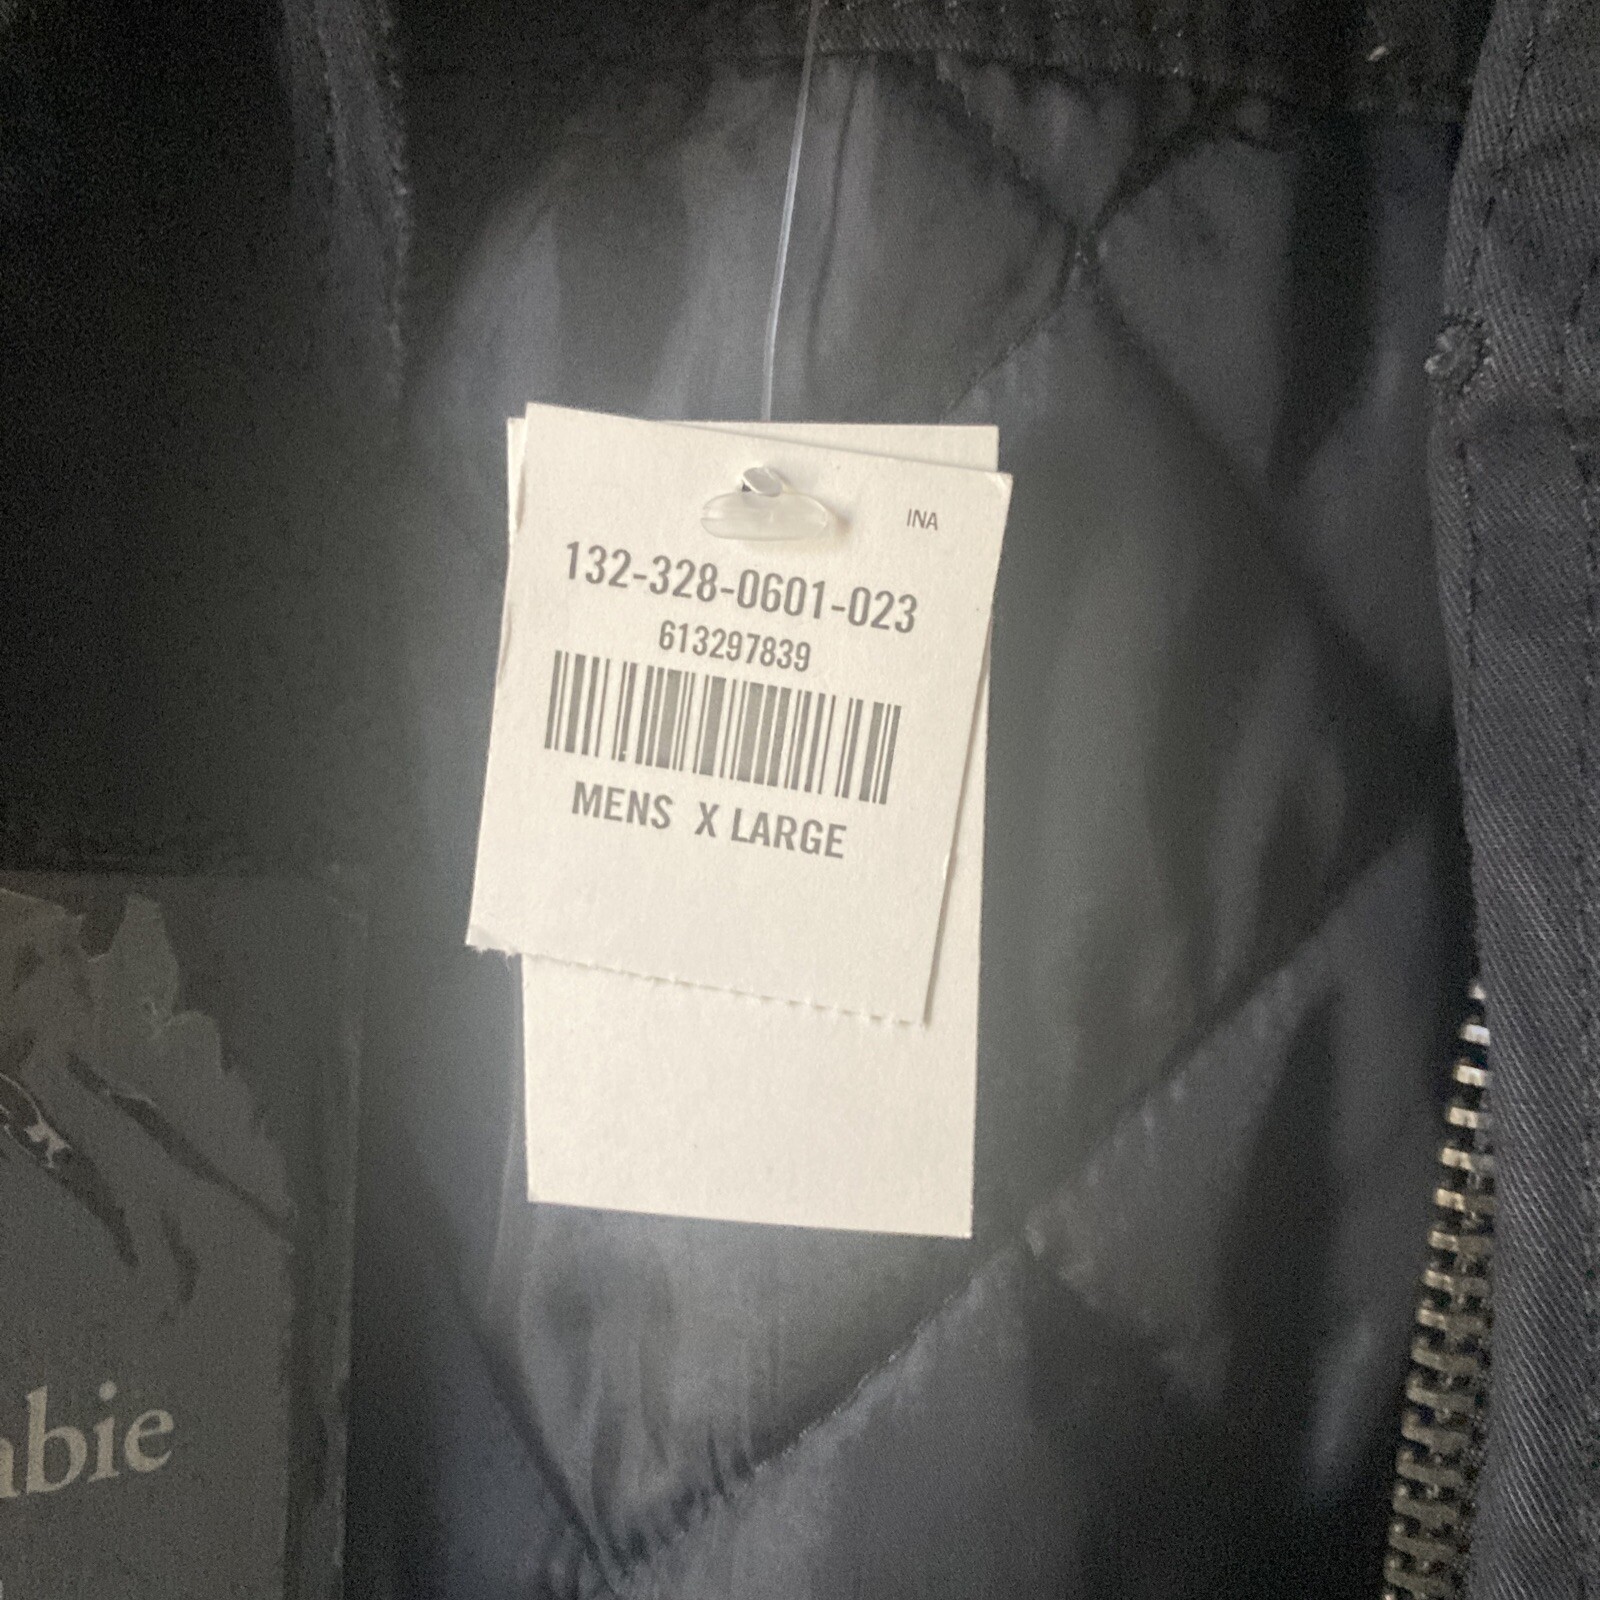 INA
132-328-0601-023
613297839
MENS X LARGE
abie